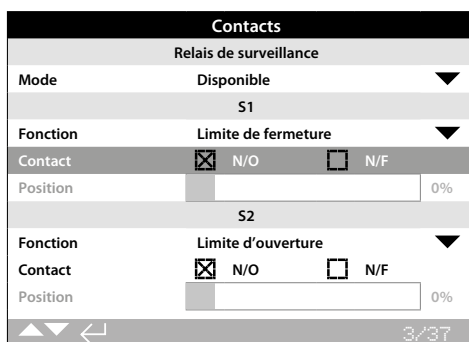 Contacts
Relais de surveillance
Mode Disponible
S1
Fonction Limite de fermeture
Contact N/O N/F
Position 0%
S2
Fonction Limite d'ouverture
Contact N/O N/F
Position 0%
3/37